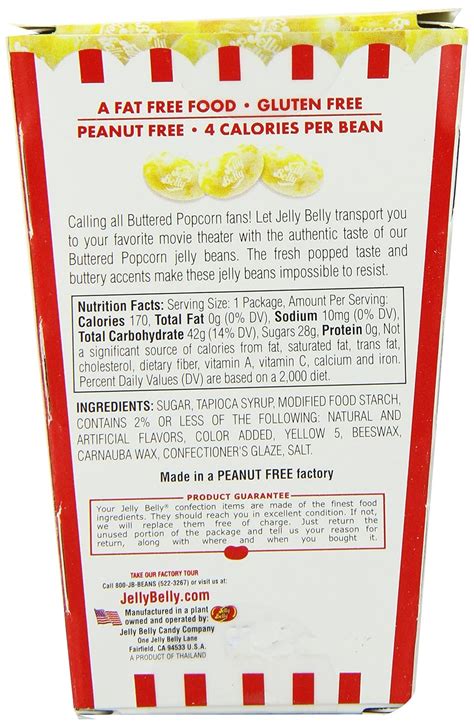 A FAT FREE FOOD • GLUTEN FREE
PEANUT FREE • 4 CALORIES PER BEAN
Calling all Buttered Popcorn fans! Let Jelly Belly transport you
to your favorite movie theater with the authentic taste of our
Buttered Popcorn jelly beans. The fresh popped taste and
buttery accents make these jelly beans impossible to resist.
Nutrition Facts: Serving Size: 1 Package, Amount Per Serving:
Calories 170, Total Fat 0g (0% DV), Sodium 10mg (0% DV),
Total Carbohydrate 42g (14% DV), Sugars 28g, Protein 0g, Not
a significant source of calories from fat, saturated fat, trans fat,
cholesterol, dietary fiber, vitamin A, vitamin C, calcium and iron.
Percent Daily Values (DV) are based on a 2,000 diet.
INGREDIENTS: SUGAR, TAPIOCA SYRUP, MODIFIED FOOD STARCH,
CONTAINS 2% OR LESS OF THE FOLLOWING: NATURAL AND
ARTIFICIAL FLAVORS, COLOR ADDED, YELLOW 5, BEESWAX,
CARNAUBA WAX, CONFECTIONER'S GLAZE, SALT.
Made in a PEANUT FREE factory
PRODUCT GUARANTEE
Your Jelly Belly® confection items are made of the finest food
ingredients. They should reach you in excellent condition. If not,
we will replace them free of charge. Just return the
unused portion of the package and tell us your reason for
return, along with where and when you bought it.
TAKE OUR FACTORY TOUR
Call 800-JB-BEANS (522-3267) or visit us at:
JellyBelly.com
Manufactured in a plant
owned and operated by:
Jelly Belly Candy Company
One Jelly Belly Lane
Fairfield, CA 94533 U.S.A.
A PRODUCT OF THAILAND
Jelly
Belly